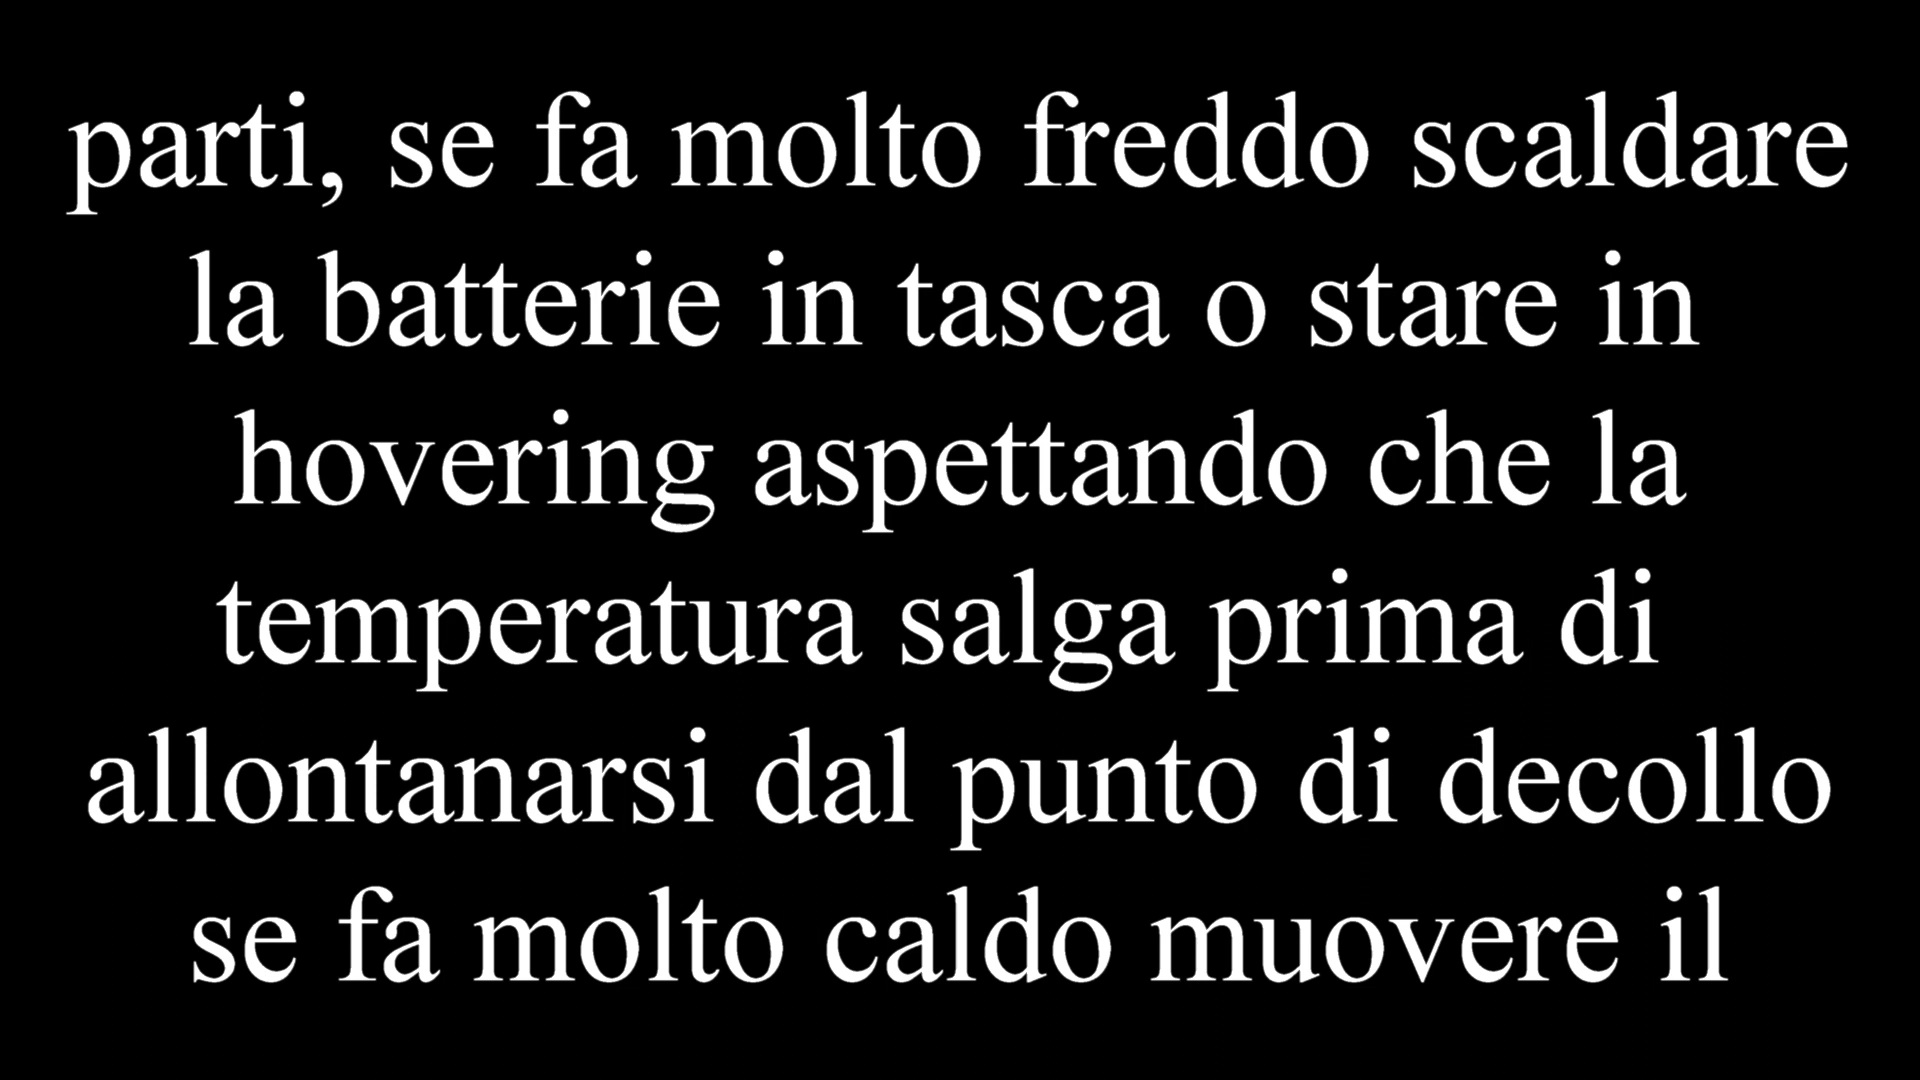 parti, se fa molto freddo scaldare
la batterie in tasca o stare in
hovering aspettando che la
temperatura salga prima di
allontanarsi dal punto di decollo
se fa molto caldo muovere il